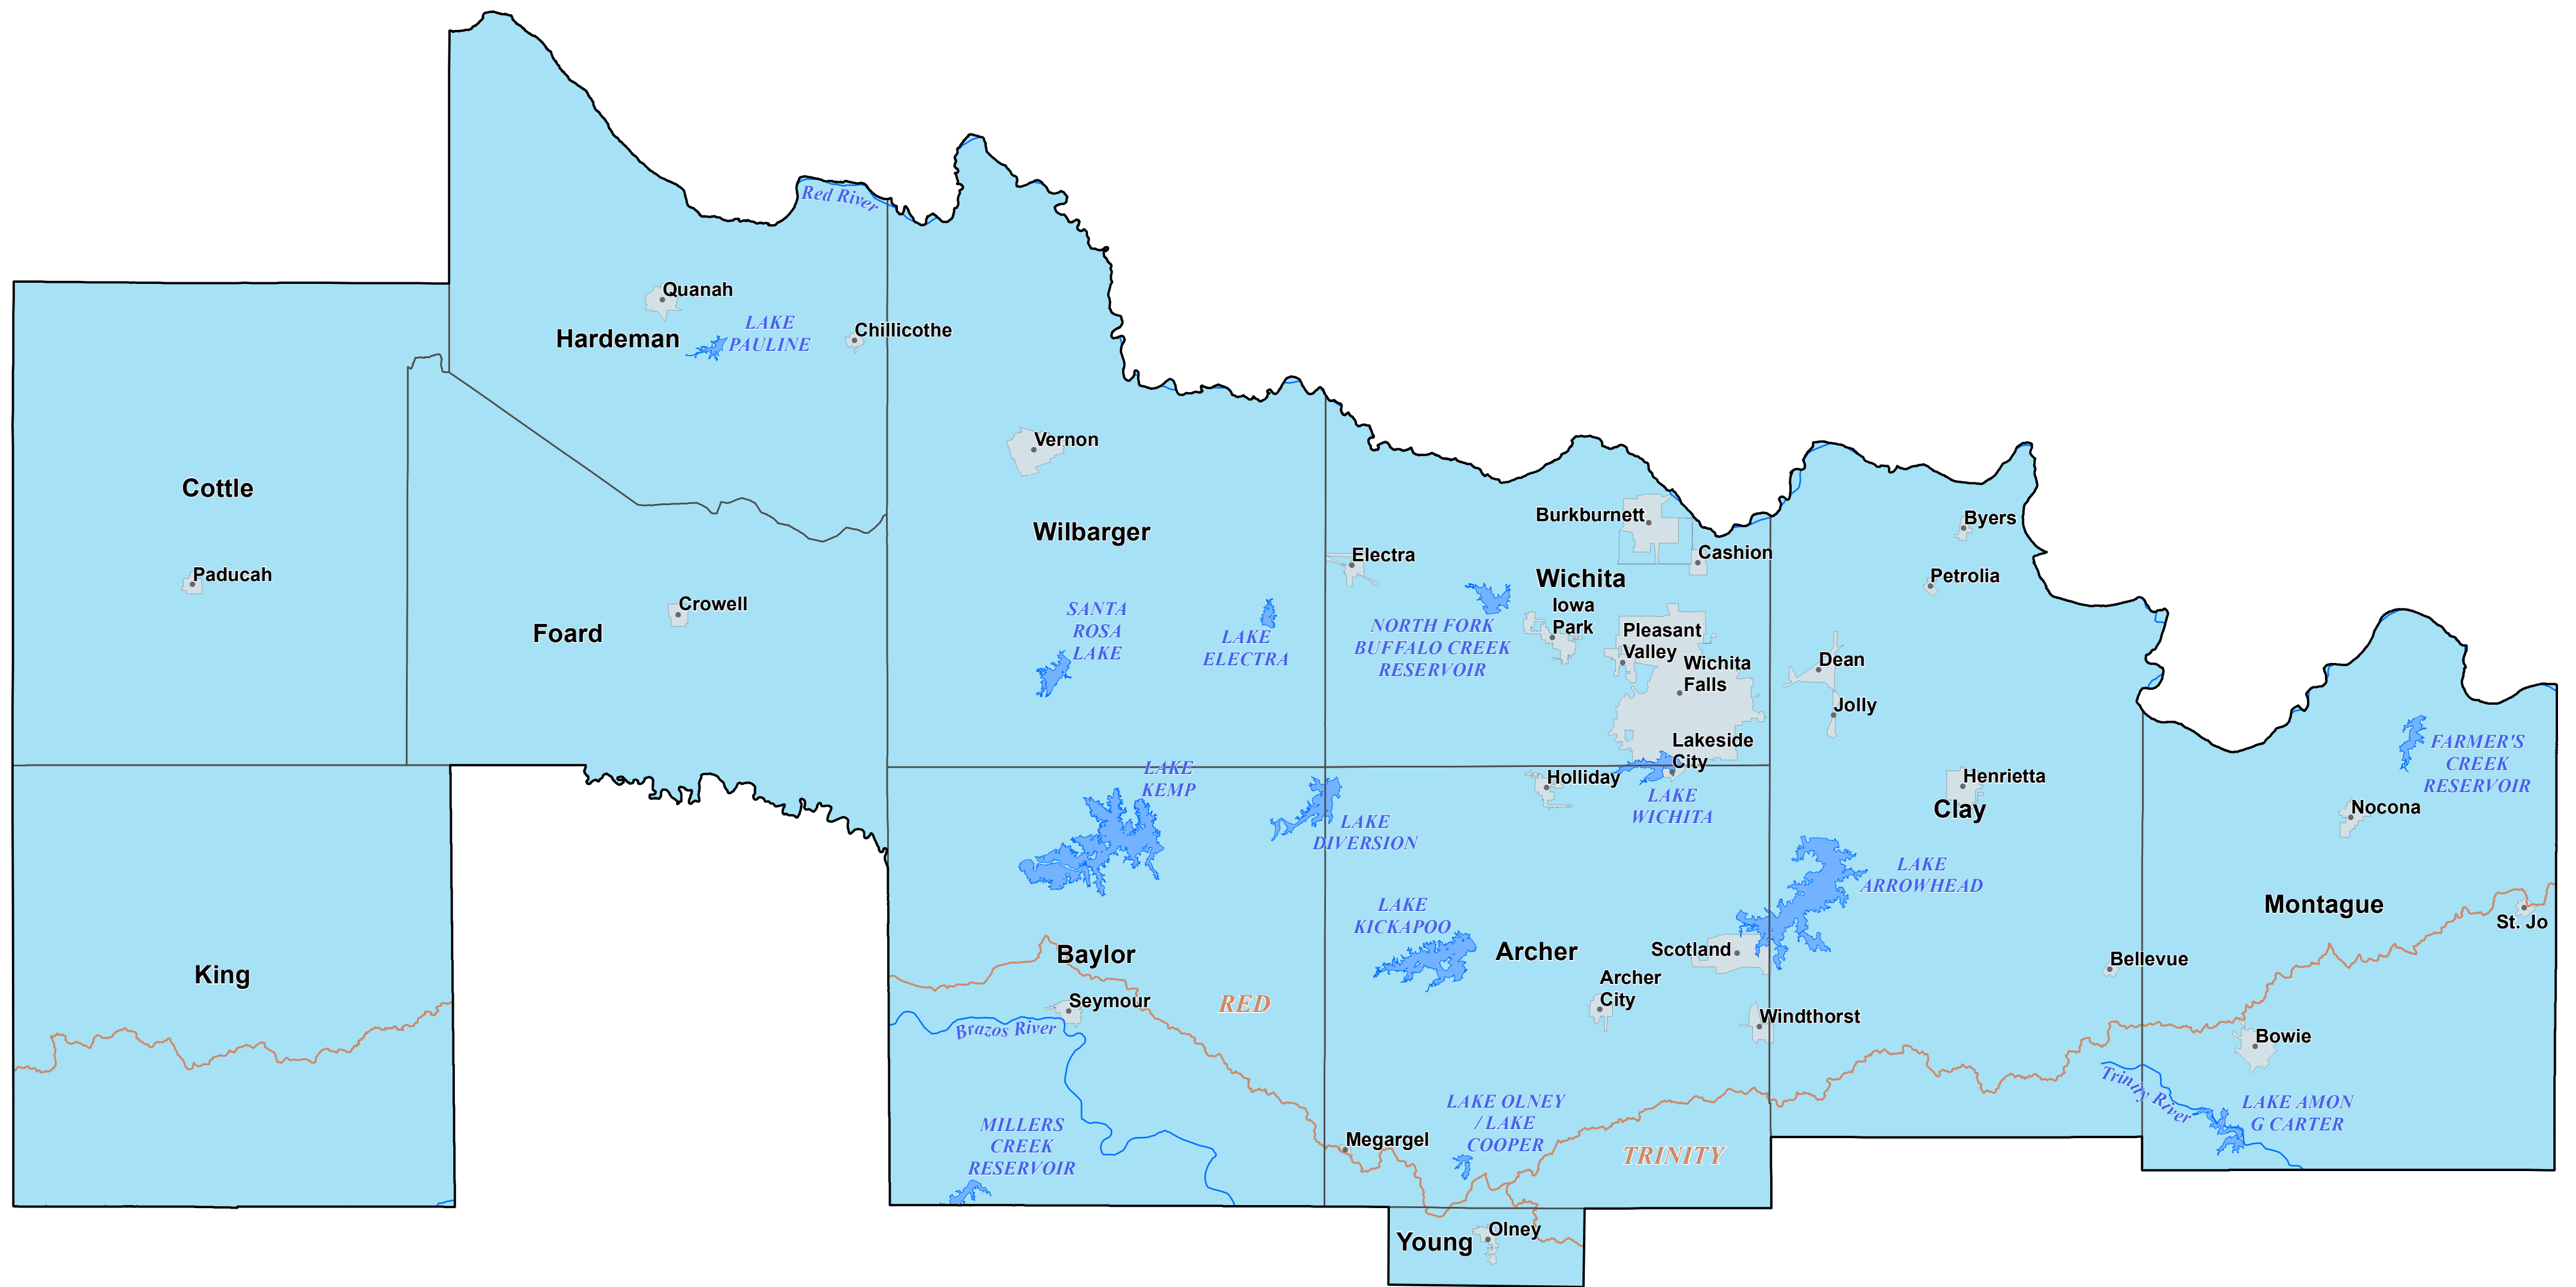 Red River
Quanah
Hardeman
LAKE
PAULINE
Chillicothe
Vernon
Cottle
Wilbarger
Paducah
Crowell
Foard
SANTA
ROSA
LAKE
LAKE
ELECTRA
Electra
Burkburnett
Cashion
Wichita
Iowa
Park
NORTH FORK
BUFFALO CREEK
RESERVOIR
Pleasant
Valley
Wichita
Falls
Lakeside
City
Byers
Petrolia
Dean
Jolly
LAKE
KEMP
LAKE
DIVERSION
Holliday
LAKE
WICHITA
Henrietta
Clay
FARMER'S
CREEK
RESERVOIR
Nocona
LAKE
ARROWHEAD
LAKE
KICKAPOO
Archer
Scotland
Archer
City
Windthorst
Montague
St. Jo
Bellevue
Bowie
King
Baylor
Seymour
RED
Brazos River
MILLERS
CREEK
RESERVOIR
Megargel
LAKE OLNEY
/ LAKE
COOPER
TRINITY
Trinity River
LAKE AMON
G CARTER
Young
Olney